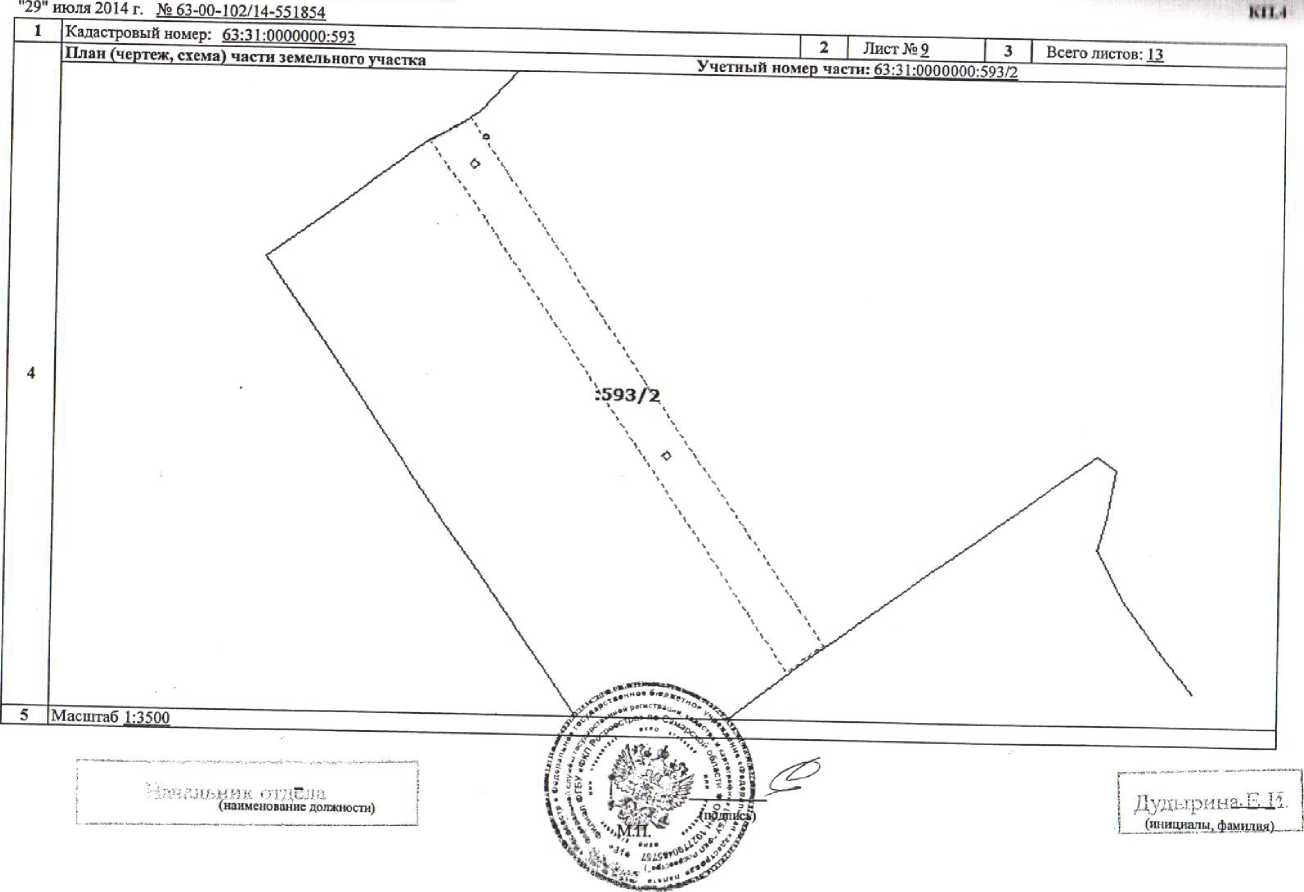 "29" июля 2014 г. № 63-00-102/14-551854
КП.4
1 Кадастровый номер: 63:31:0000000:593 2 Лист № 9 3 Всего листов: 13
План (чертеж, схема) части земельного участка Учетный номер части: 63:31:0000000:593/2
4
:593/2
5 Масштаб 1:3500
Начальник отдела
(наименование должности)
М.П.
(подпись)
Дудырина Е.И.
(инициалы, фамилия)